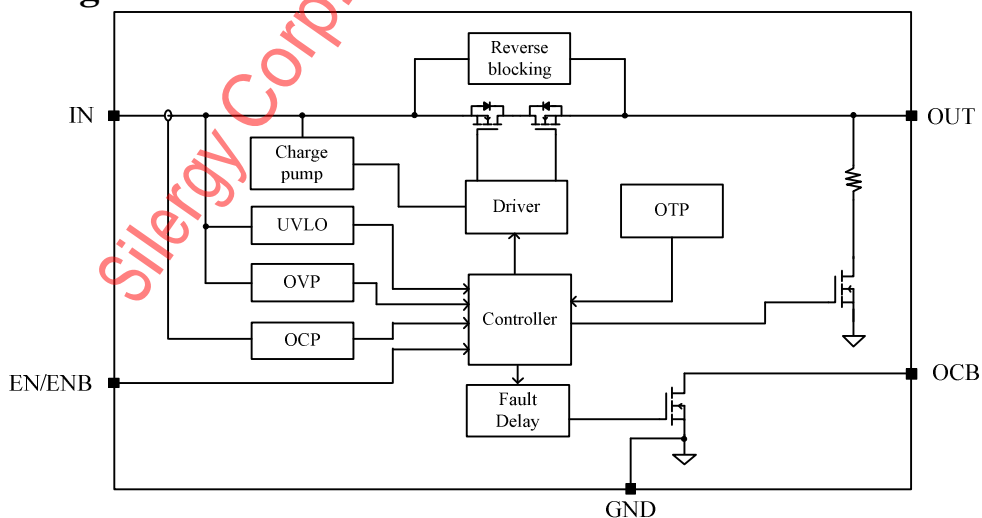 Reverse
blocking
IN
OUT
Charge
pump
Driver
OTP
UVLO
OVP
Controller
OCP
EN/ENB
OCB
Fault
Delay
GND
Silergy Corp